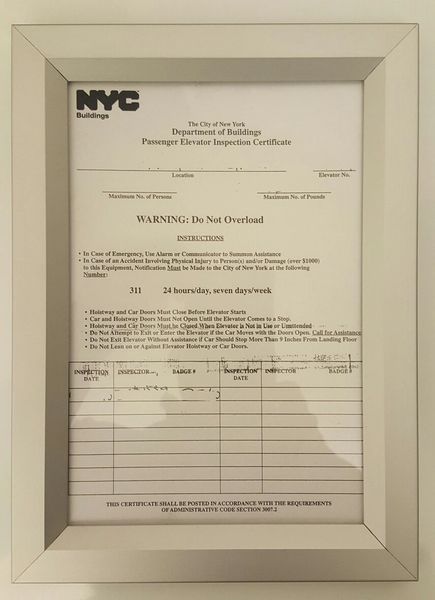 NYC
Buildings
The City of New York
Department of Buildings
Passenger Elevator Inspection Certificate
Location Elevator No.
Maximum No. of Persons Maximum No. of Pounds
WARNING: Do Not Overload
INSTRUCTIONS
• In Case of Emergency, Use Alarm or Communicator to Summon Assistance
• In Case of an Accident Involving Physical Injury to Person(s) and/or Damage (over $1000)
to this Equipment, Notification Must be Made to the City of New York at the following
Number:
311 24 hours/day, seven days/week
• Hoistway and Car Doors Must Close Before Elevator Starts
• Car and Hoistway Doors Must Not Open Until the Elevator Comes to a Stop.
• Hoistway and Car Doors Must be Closed When Elevator is Not in Use or Unattended
• Do Not Attempt to Exit or Enter the Elevator if the Car Moves with the Doors Open. Call for Assistance
• Do Not Exit Elevator Without Assistance if Car Should Stop More Than 9 Inches From Landing Floor
• Do Not Lean on or Against Elevator Hoistway or Car Doors.
INSPECTION INSPECTOR BADGE # INSPECTION INSPECTOR BADGE #
DATE DATE
THIS CERTIFICATE SHALL BE POSTED IN ACCORDANCE WITH THE REQUIREMENTS
OF ADMINISTRATIVE CODE SECTION 3007.2